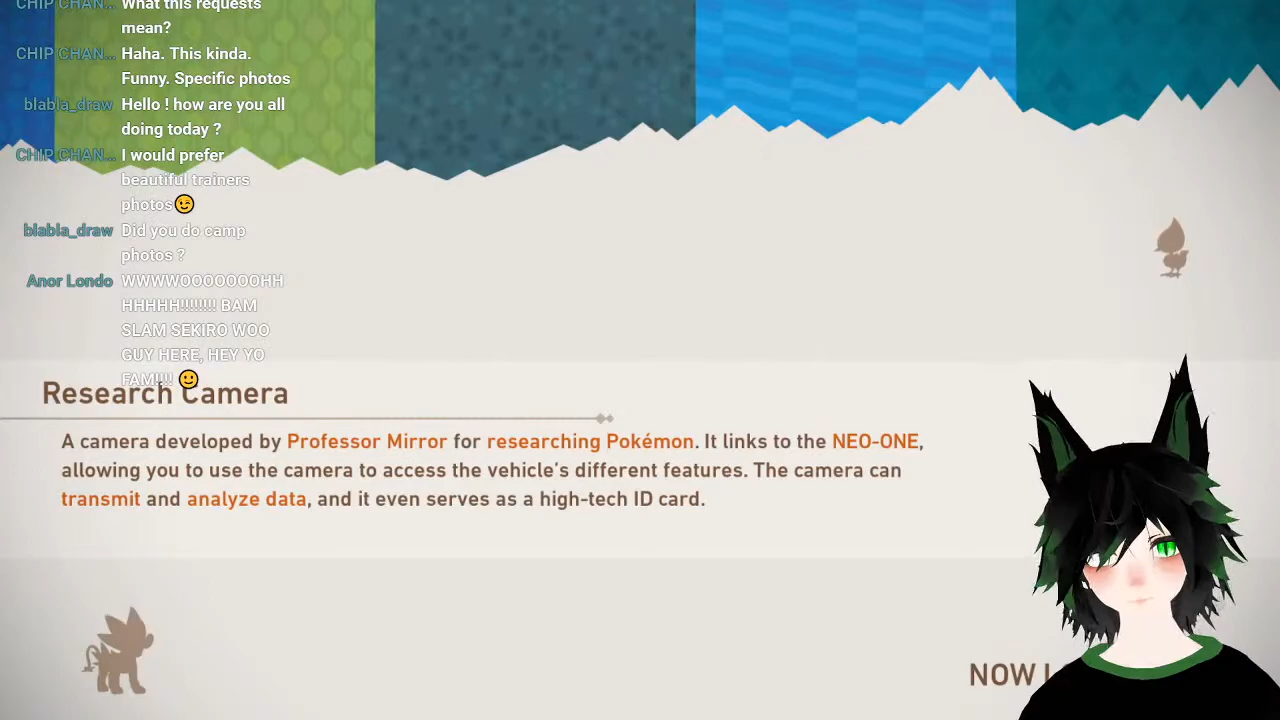 CHIP CHAN... What this requests
mean?
CHIP CHAN... Haha. This kinda.
Funny. Specific photos
blabla_draw Hello ! how are you all
doing today ?
CHIP CHAN... I would prefer
beautiful trainers
photos😉
blabla_draw Did you do camp
photos ?
Anor Londo WWWWOOOOOOOHH
HHHHH!!!!!!!! BAM
SLAM SEKIRO WOO
GUY HERE, HEY YO
FAM!!!! 🙂
Research Camera
A camera developed by Professor Mirror for researching Pokémon. It links to the NEO-ONE,
allowing you to use the camera to access the vehicle's different features. The camera can
transmit and analyze data, and it even serves as a high-tech ID card.
NOW